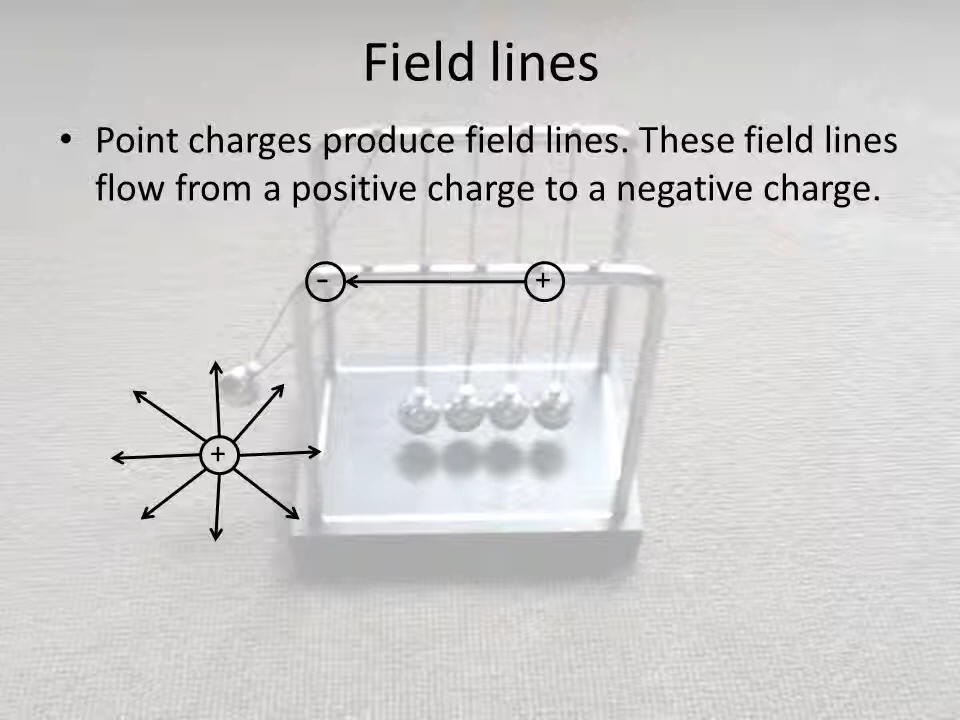 Field lines
• Point charges produce field lines. These field lines
flow from a positive charge to a negative charge.
- +
+